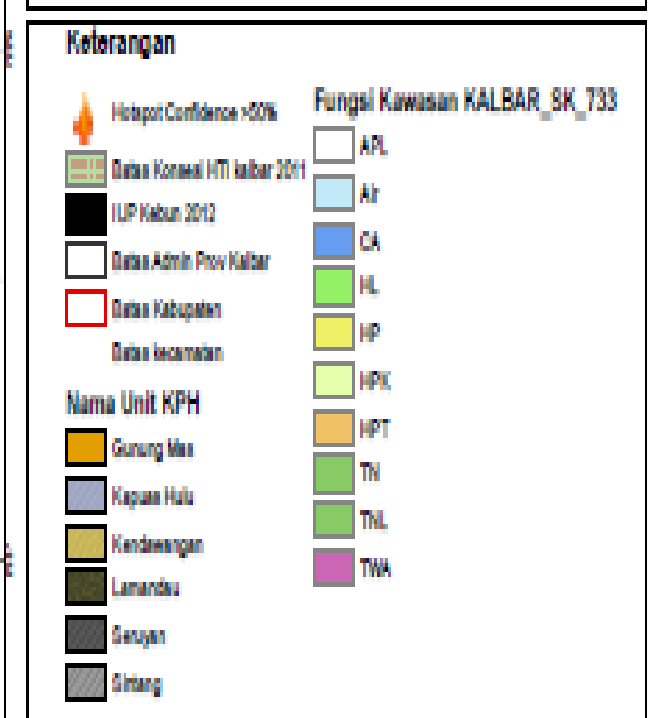 Keterangan
Hotspot Confidence >50%
Batas Konsesi HTI kalbar 2011
IUP Kebun 2012
Batas Admin Prov Kalbar
Batas Kabupaten
Batas kecamatan
Nama Unit KPH
Gunung Mas
Kapuas Hulu
Kendawangan
Lamandau
Seruyan
Sintang
Fungsi Kawasan KALBAR_SK_733
APL
Air
CA
HL
HP
HPK
HPT
TN
TNL
TWA